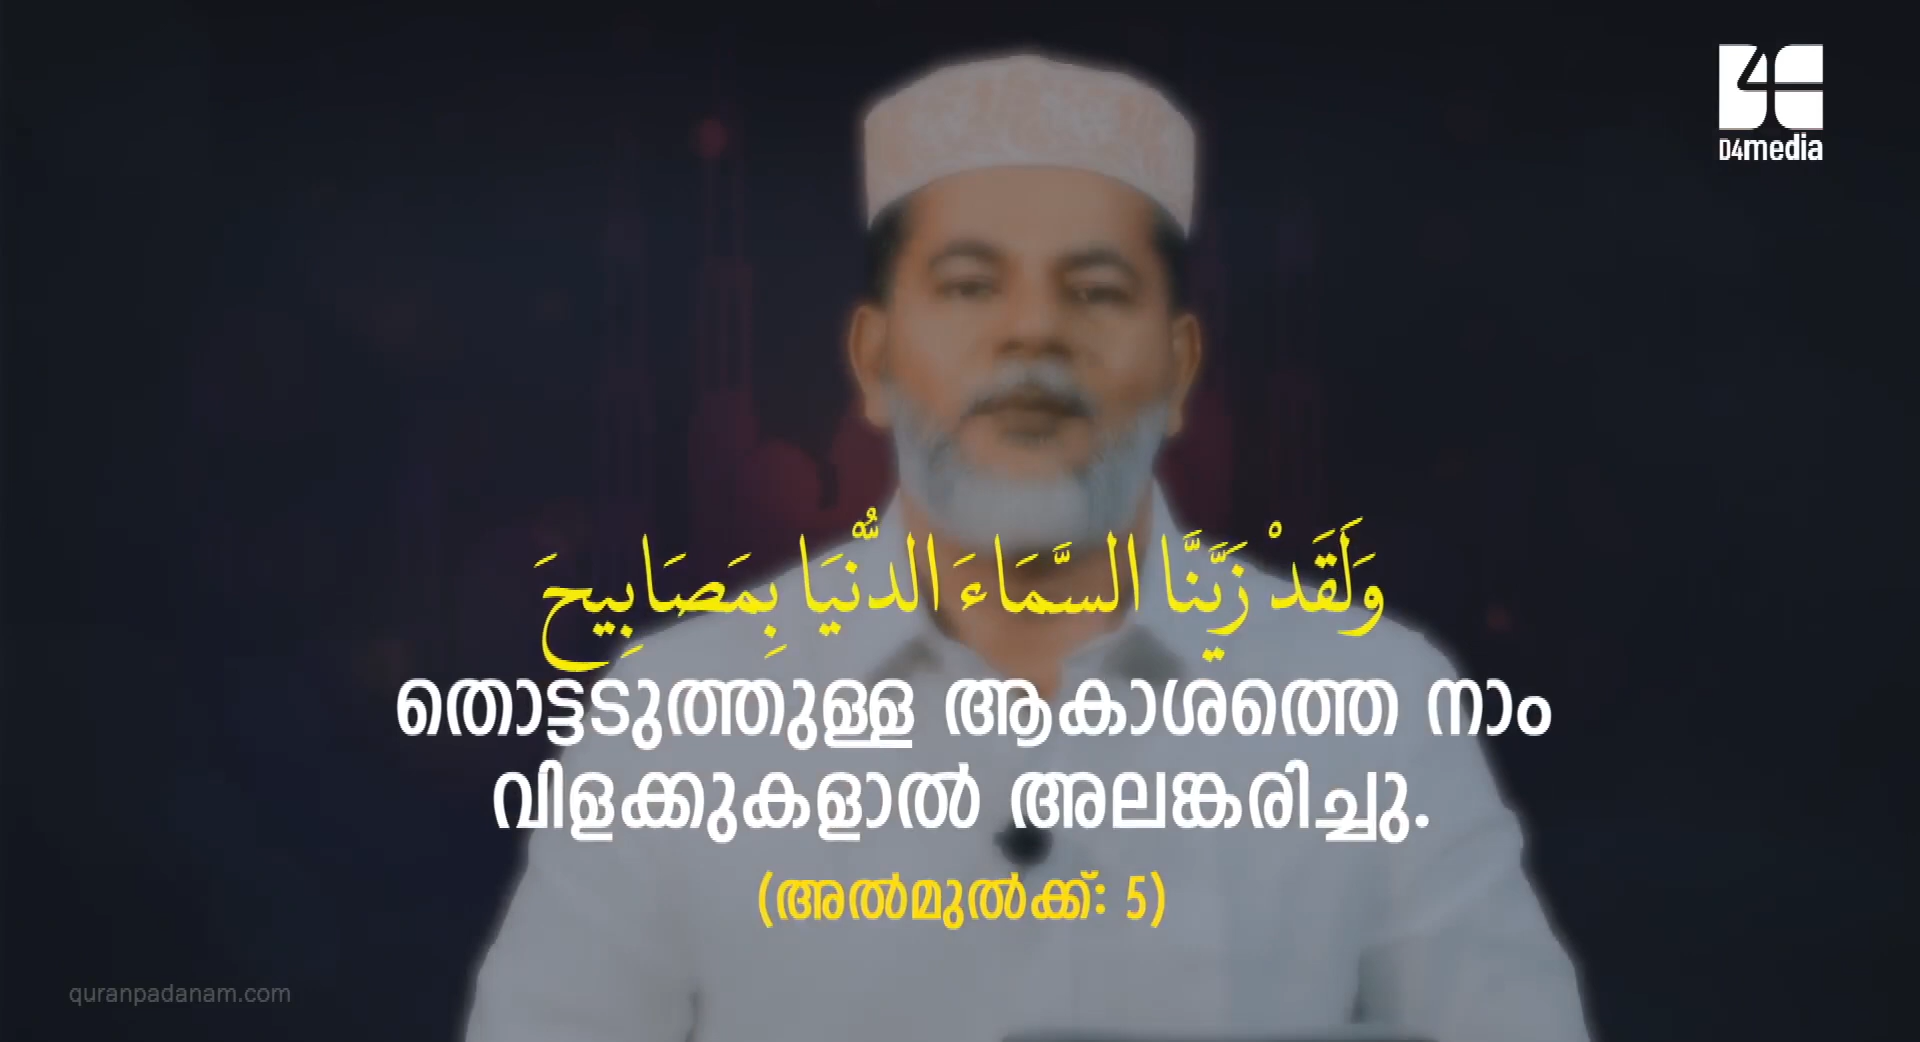 D4media
وَلَقَدْ زَيَّنَّا السَّمَاءَ الدُّنْيَا بِمَصَابِيحَ
തൊട്ടടുത്തുള്ള ആകാശത്തെ നാം
വിളക്കുകളാൽ അലങ്കരിച്ചു.
(അൽമുൽക്ക്: 5)
quranpadanam.com